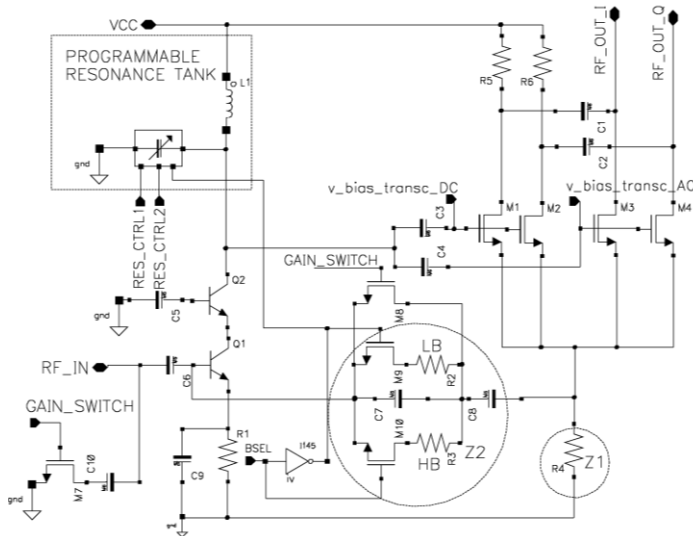 VCC
PROGRAMMABLE
RESONANCE TANK
L1
gnd
RES_CTRL1
RES_CTRL2
R5
R6
C1
C2
RF_OUT_I
RF_OUT_Q
v_bias_transc_DC
v_bias_transc_AC
C3
C4
M1
M2
M3
M4
GAIN_SWITCH
M8
Q2
C5
gnd
Q1
RF_IN
C6
GAIN_SWITCH
C10
M7
gnd
R1
C9
BSEL
I145
IV
M9
LB
R2
C7
C8
M10
HB
R3
Z2
Z1
R4